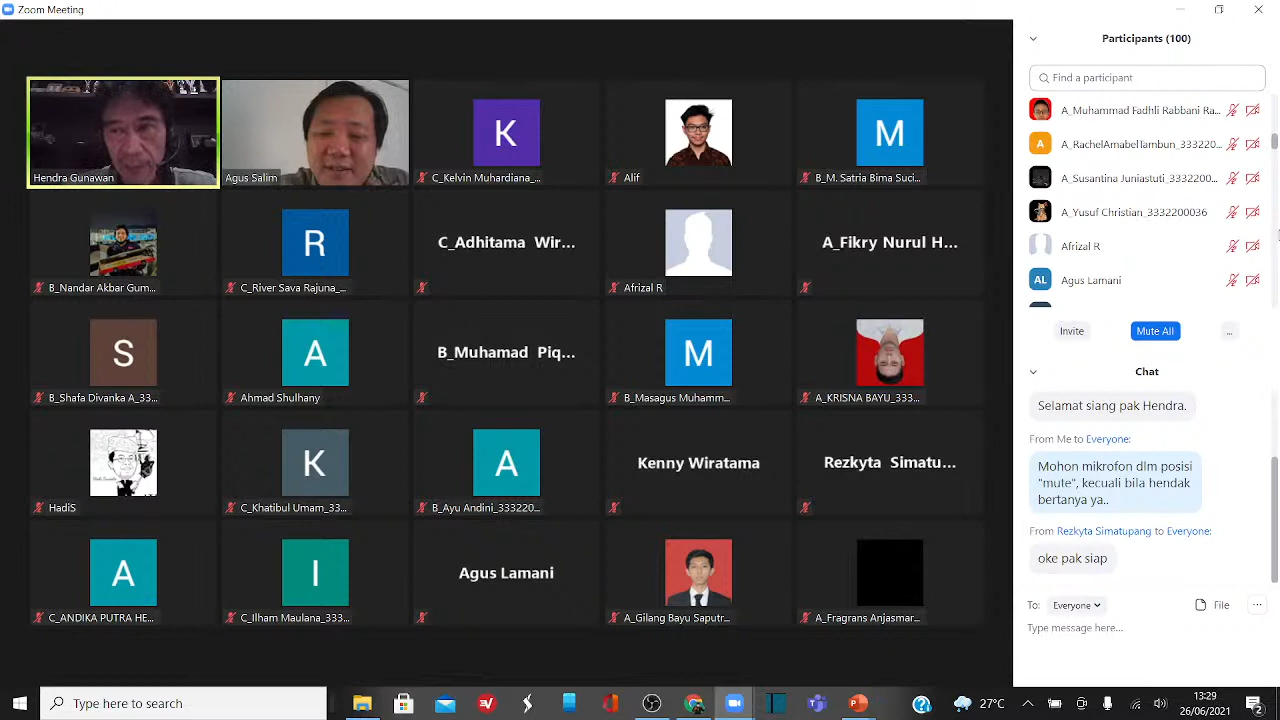 Zoom Meeting
Participants (100)
Find a participant
A_Muhammad Fadhli Rahmansani R...
A_RachelAnnabela_3332220...
A_Susantina Juniastuti_3332200...
A_Yusuf Christian_3332200036
Afrizal R
AL
Agus Lamani
Invite
Mute All
...
Hendra Gunawan
Agus Salim
K
C_Kelvin Muhardiana_...
Alif
M
B_M. Satria Bima Suci...
B_Nandar Akbar Gum...
R
C_River Sava Rajuna_...
C_Adhitama Wir...
Afrizal R
A_Fikry Nurul H...
S
B_Shafa Divanka A_33...
A
Ahmad Shulhany
B_Muhamad Piq...
M
B_Masagus Muhamm...
A_KRISNA BAYU_333...
HadiS
K
C_Khatibul Umam_33...
A
B_Ayu Andini_333220...
Kenny Wiratama
Rezkyta Simatu...
A
C_ANDIKA PUTRA HE...
I
C_Ilham Maulana_333...
Agus Lamani
A_Gilang Bayu Saputr...
A_Fragrans Anjasmar...
Chat
Selamat siang pak Hendra.
From Me to Everyone:
Mohon mikrofon dlm posisi
"mute", kecuali bila hendak
bertanya ya..
From Rezkyta Simatupang to Everyone:
oke pak siap
To: Everyone
File
Type message here...
Type here to search
27°C
13:29
26/06/2021
2